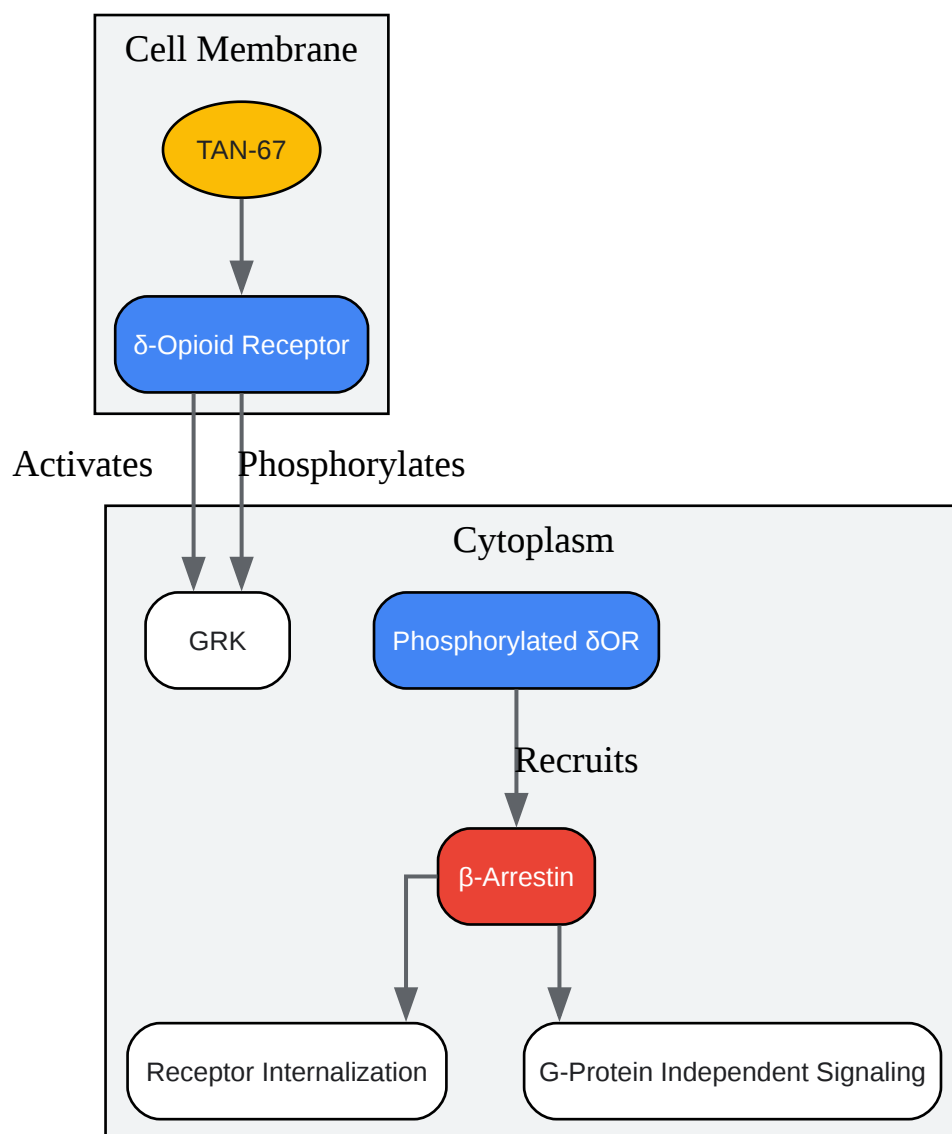 Cell Membrane
TAN-67
δ-Opioid Receptor
Activates
Phosphorylates
Cytoplasm
GRK
Phosphorylated δOR
Recruits
β-Arrestin
Receptor Internalization
G-Protein Independent Signaling